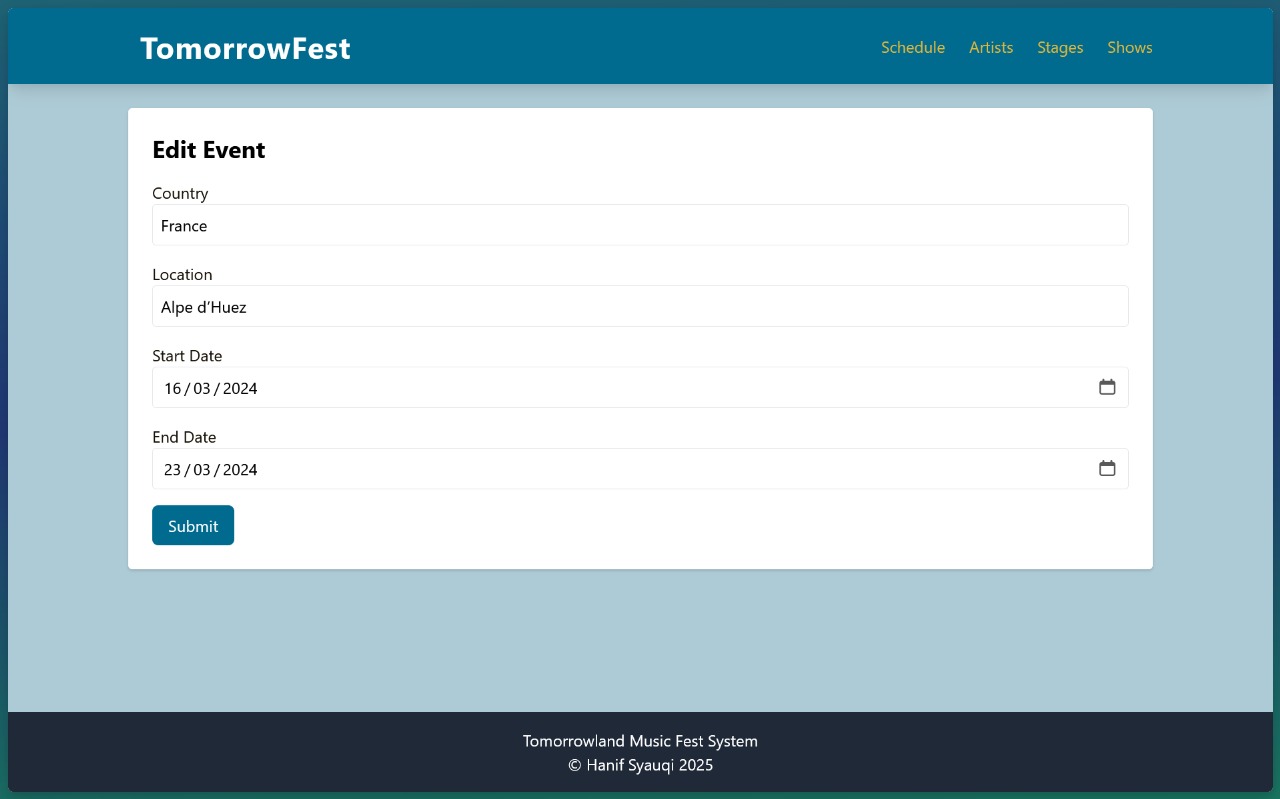 TomorrowFest
Schedule Artists Stages Shows
Edit Event
Country
France
Location
Alpe d'Huez
Start Date
16/03/2024
End Date
23/03/2024
Submit
Tomorrowland Music Fest System
© Hanif Syauqi 2025